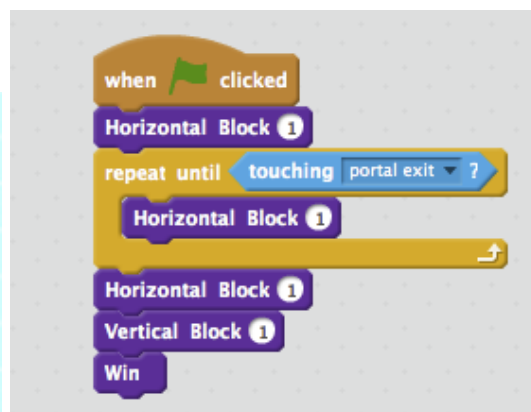 when clicked
Horizontal Block 1
repeat until touching portal exit ?
Horizontal Block 1
Horizontal Block 1
Vertical Block 1
Win